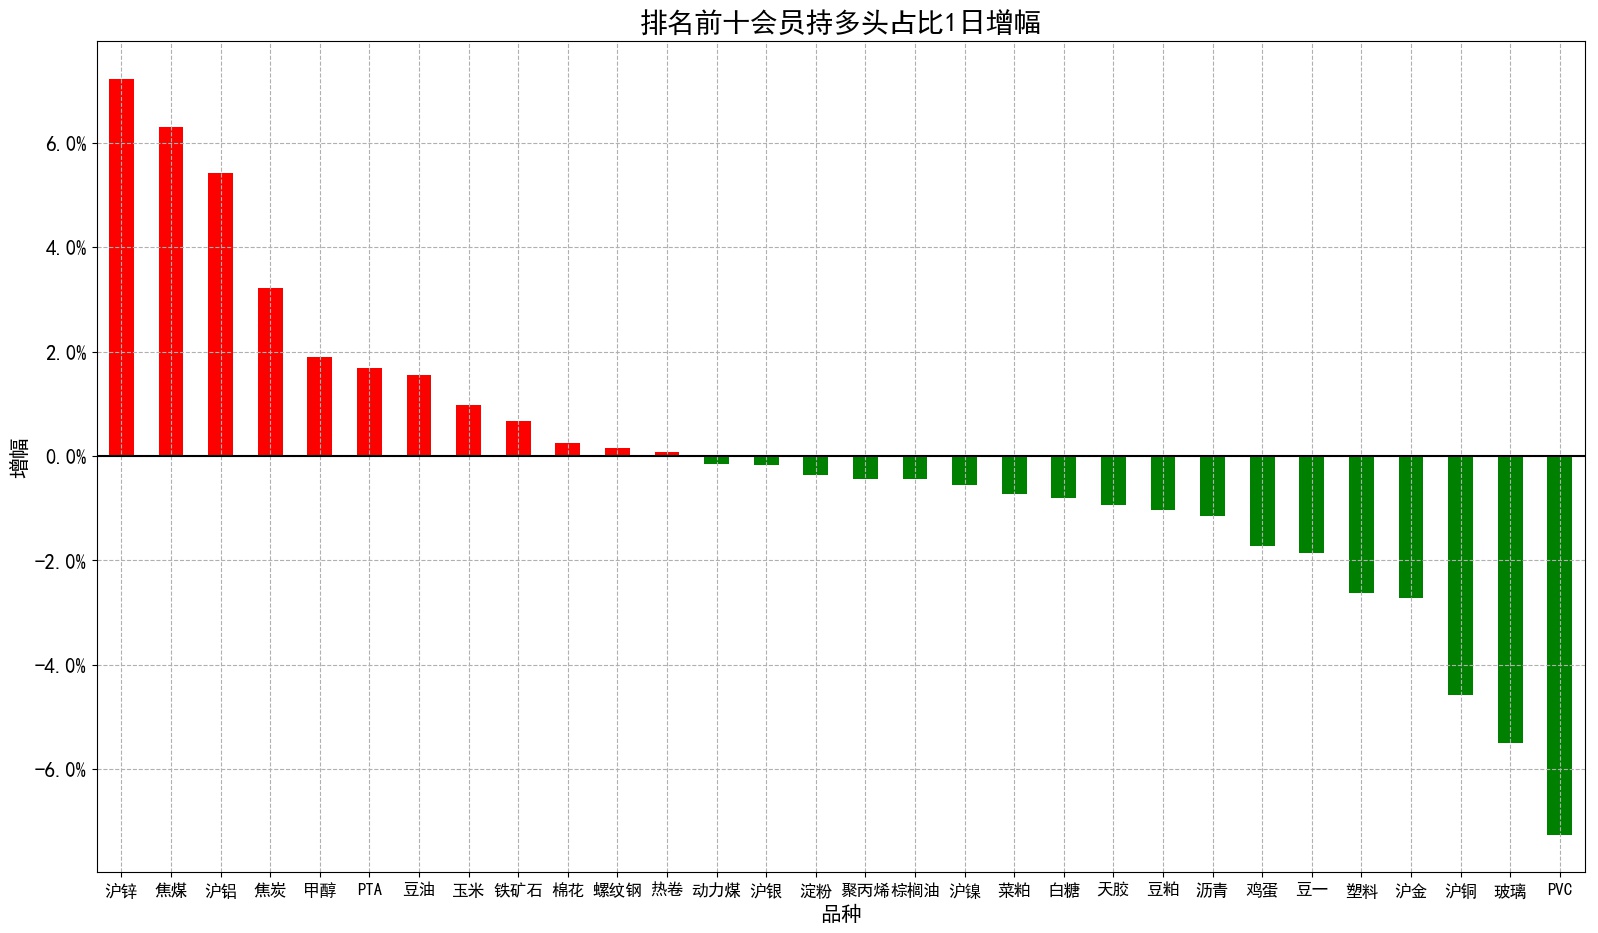 排名前十会员持多头占比1日增幅
增幅
6.0%
4.0%
2.0%
0.0%
-2.0%
-4.0%
-6.0%
沪锌 焦煤 沪铝 焦炭 甲醇 PTA 豆油 玉米 铁矿石 棉花 螺纹钢 热卷 动力煤 沪银 淀粉 聚丙烯 棕榈油 沪镍 菜粕 白糖 天胶 豆粕 沥青 鸡蛋 豆一 塑料 沪金 沪铜 玻璃 PVC
品种